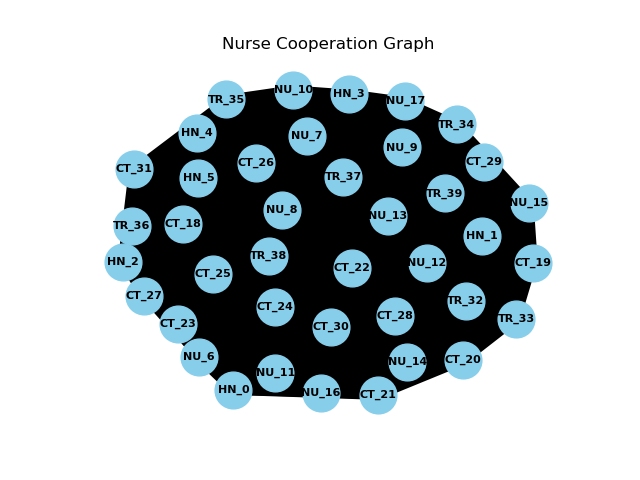 Nurse Cooperation Graph
NU_10
HN_3
TR_35
NU_17
TR_34
HN_4
NU_7
NU_9
CT_26
CT_29
CT_31
HN_5
TR_37
TR_39
NU_15
NU_8
NU_13
CT_18
TR_36
HN_1
TR_38
HN_2
NU_12
CT_19
CT_22
CT_25
CT_27
TR_32
CT_24
CT_28
TR_33
CT_23
CT_30
NU_6
CT_20
NU_14
NU_11
HN_0
NU_16
CT_21